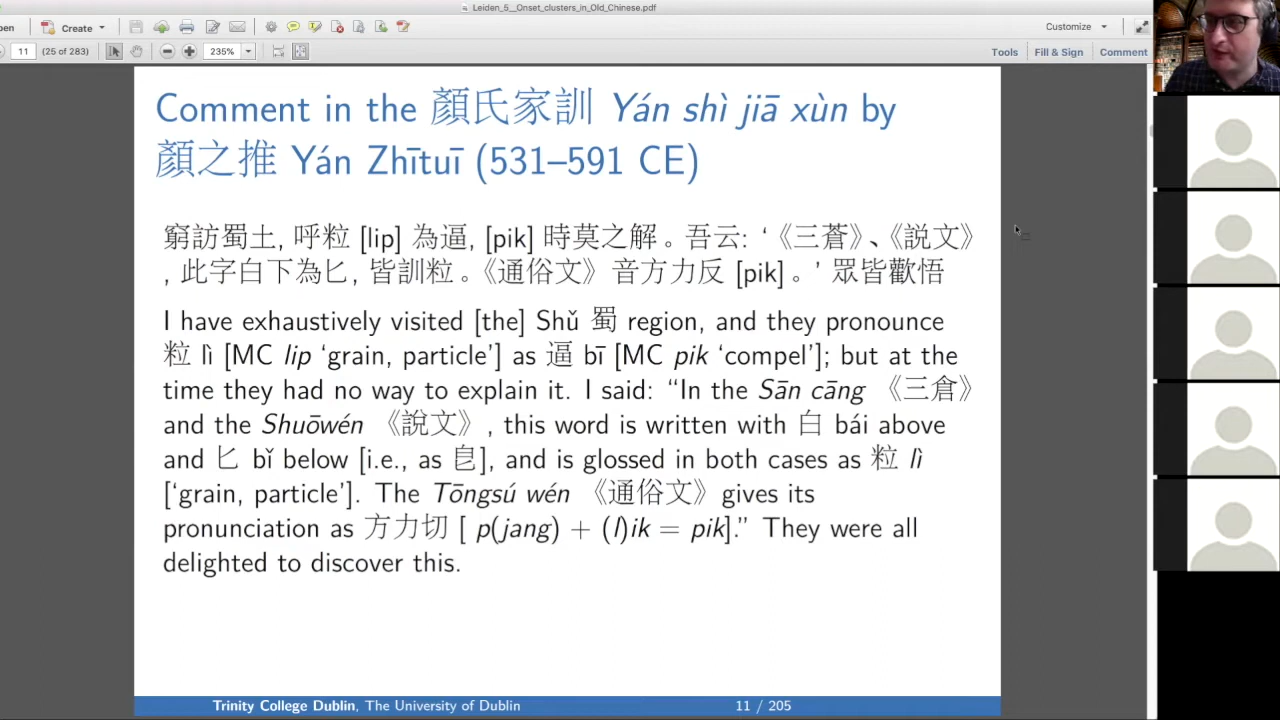 Leiden_5__Onset_clusters_in_Old_Chinese.pdf
Create
Customize
11 (25 of 283)
235%
Tools Fill & Sign Comment
Comment in the 顏氏家訓 Yán shì jiā xùn by
顏之推 Yán Zhītuī (531–591 CE)
窮訪蜀土, 呼粒 [lip] 為逼, [pik] 時莫之解。吾云: ‘《三蒼》、《説文》
, 此字白下為匕, 皆訓粒。《通俗文》音方力反 [pik]。’ 眾皆歡悟
I have exhaustively visited [the] Shǔ 蜀 region, and they pronounce
粒 lì [MC lip ‘grain, particle’] as 逼 bī [MC pik ‘compel’]; but at the
time they had no way to explain it. I said: “In the Sān cāng 《三倉》
and the Shuōwén 《說文》, this word is written with 白 bái above
and 匕 bǐ below [i.e., as 皀], and is glossed in both cases as 粒 lì
[‘grain, particle’]. The Tōngsú wén 《通俗文》gives its
pronunciation as 方力切 [ p(jang) + (l)ik = pik].” They were all
delighted to discover this.
Trinity College Dublin, The University of Dublin 11 / 205